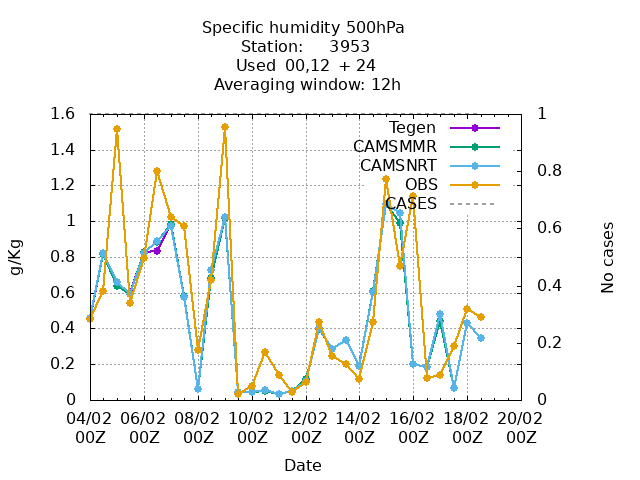 Specific humidity 500hPa
Station: 3953
Used 00,12 + 24
Averaging window: 12h
1.6
1.4
1.2
1
0.8
0.6
0.4
0.2
0
1
0.8
0.6
0.4
0.2
0
Tegen
CAMSMMR
CAMSNRT
OBS
CASES
g/Kg
No cases
04/02 06/02 08/02 10/02 12/02 14/02 16/02 18/02 20/02
00Z 00Z 00Z 00Z 00Z 00Z 00Z 00Z 00Z
Date